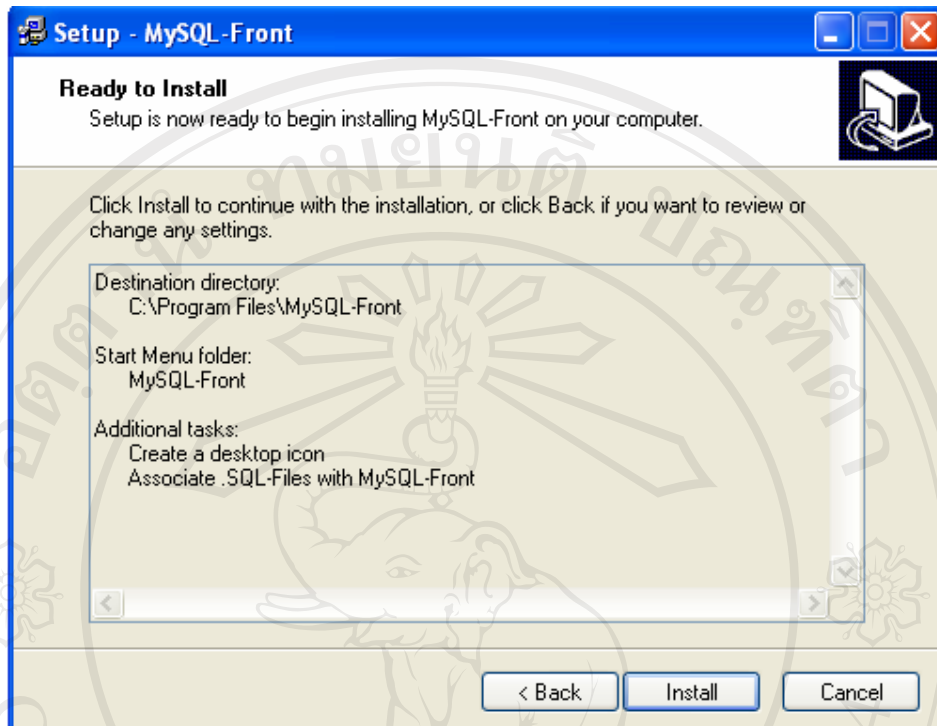 Setup - MySQL-Front
Ready to Install
Setup is now ready to begin installing MySQL-Front on your computer.
Click Install to continue with the installation, or click Back if you want to review or
change any settings.
Destination directory:
C:\Program Files\MySQL-Front
Start Menu folder:
MySQL-Front
Additional tasks:
Create a desktop icon
Associate .SQL-Files with MySQL-Front
< Back
Install
Cancel